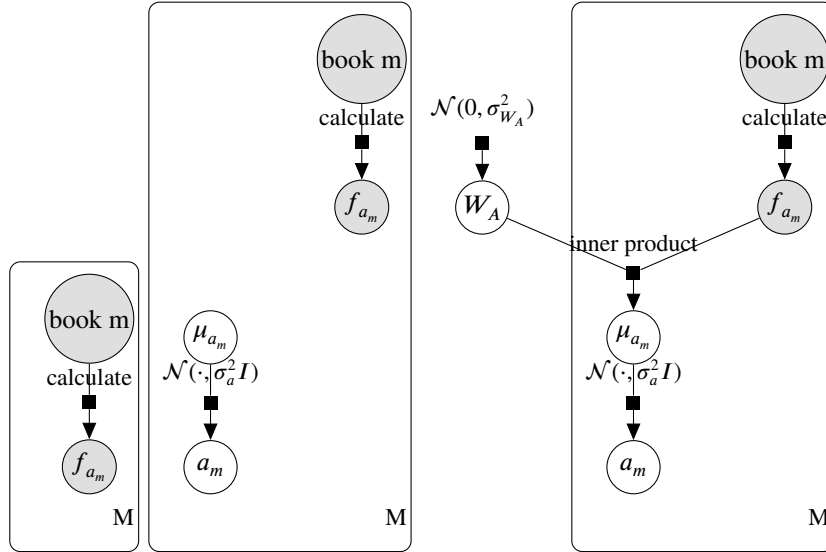 book m
calculate
f_{a_m}
M
book m
calculate
f_{a_m}
μ_{a_m}
𝒩(·, σ_a^2 I)
a_m
M
𝒩(0, σ_{W_A}^2)
W_A
book m
calculate
f_{a_m}
inner product
μ_{a_m}
𝒩(·, σ_a^2 I)
a_m
M